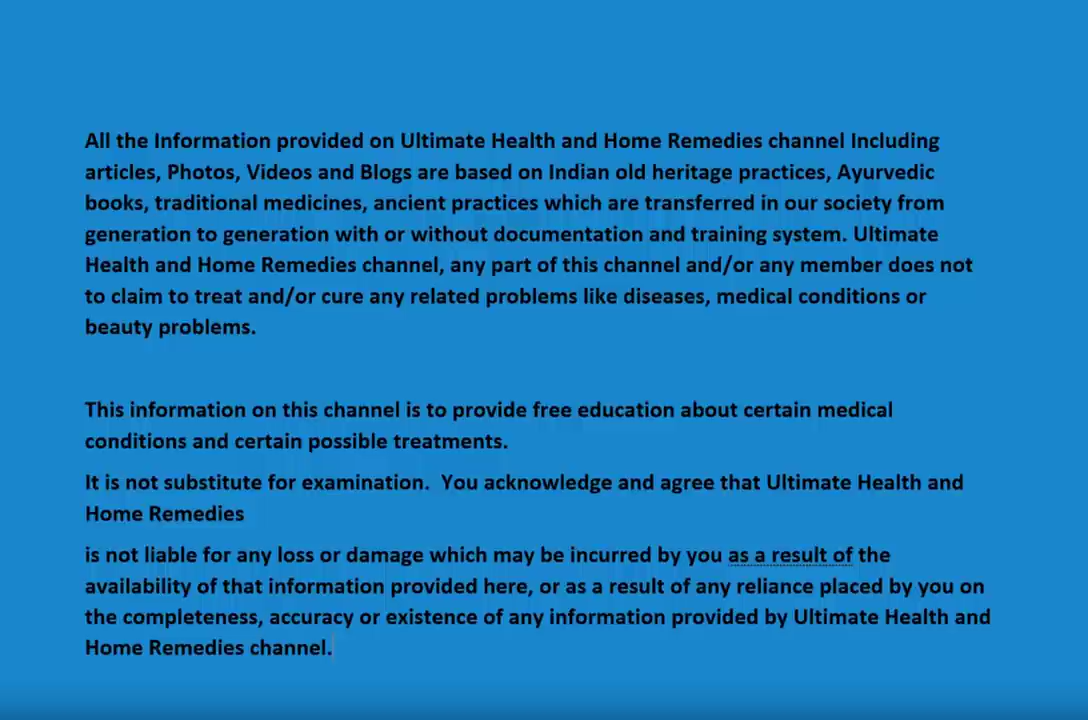 All the Information provided on Ultimate Health and Home Remedies channel Including
articles, Photos, Videos and Blogs are based on Indian old heritage practices, Ayurvedic
books, traditional medicines, ancient practices which are transferred in our society from
generation to generation with or without documentation and training system. Ultimate
Health and Home Remedies channel, any part of this channel and/or any member does not
to claim to treat and/or cure any related problems like diseases, medical conditions or
beauty problems.
This information on this channel is to provide free education about certain medical
conditions and certain possible treatments.
It is not substitute for examination.  You acknowledge and agree that Ultimate Health and
Home Remedies
is not liable for any loss or damage which may be incurred by you as a result of the
availability of that information provided here, or as a result of any reliance placed by you on
the completeness, accuracy or existence of any information provided by Ultimate Health and
Home Remedies channel.